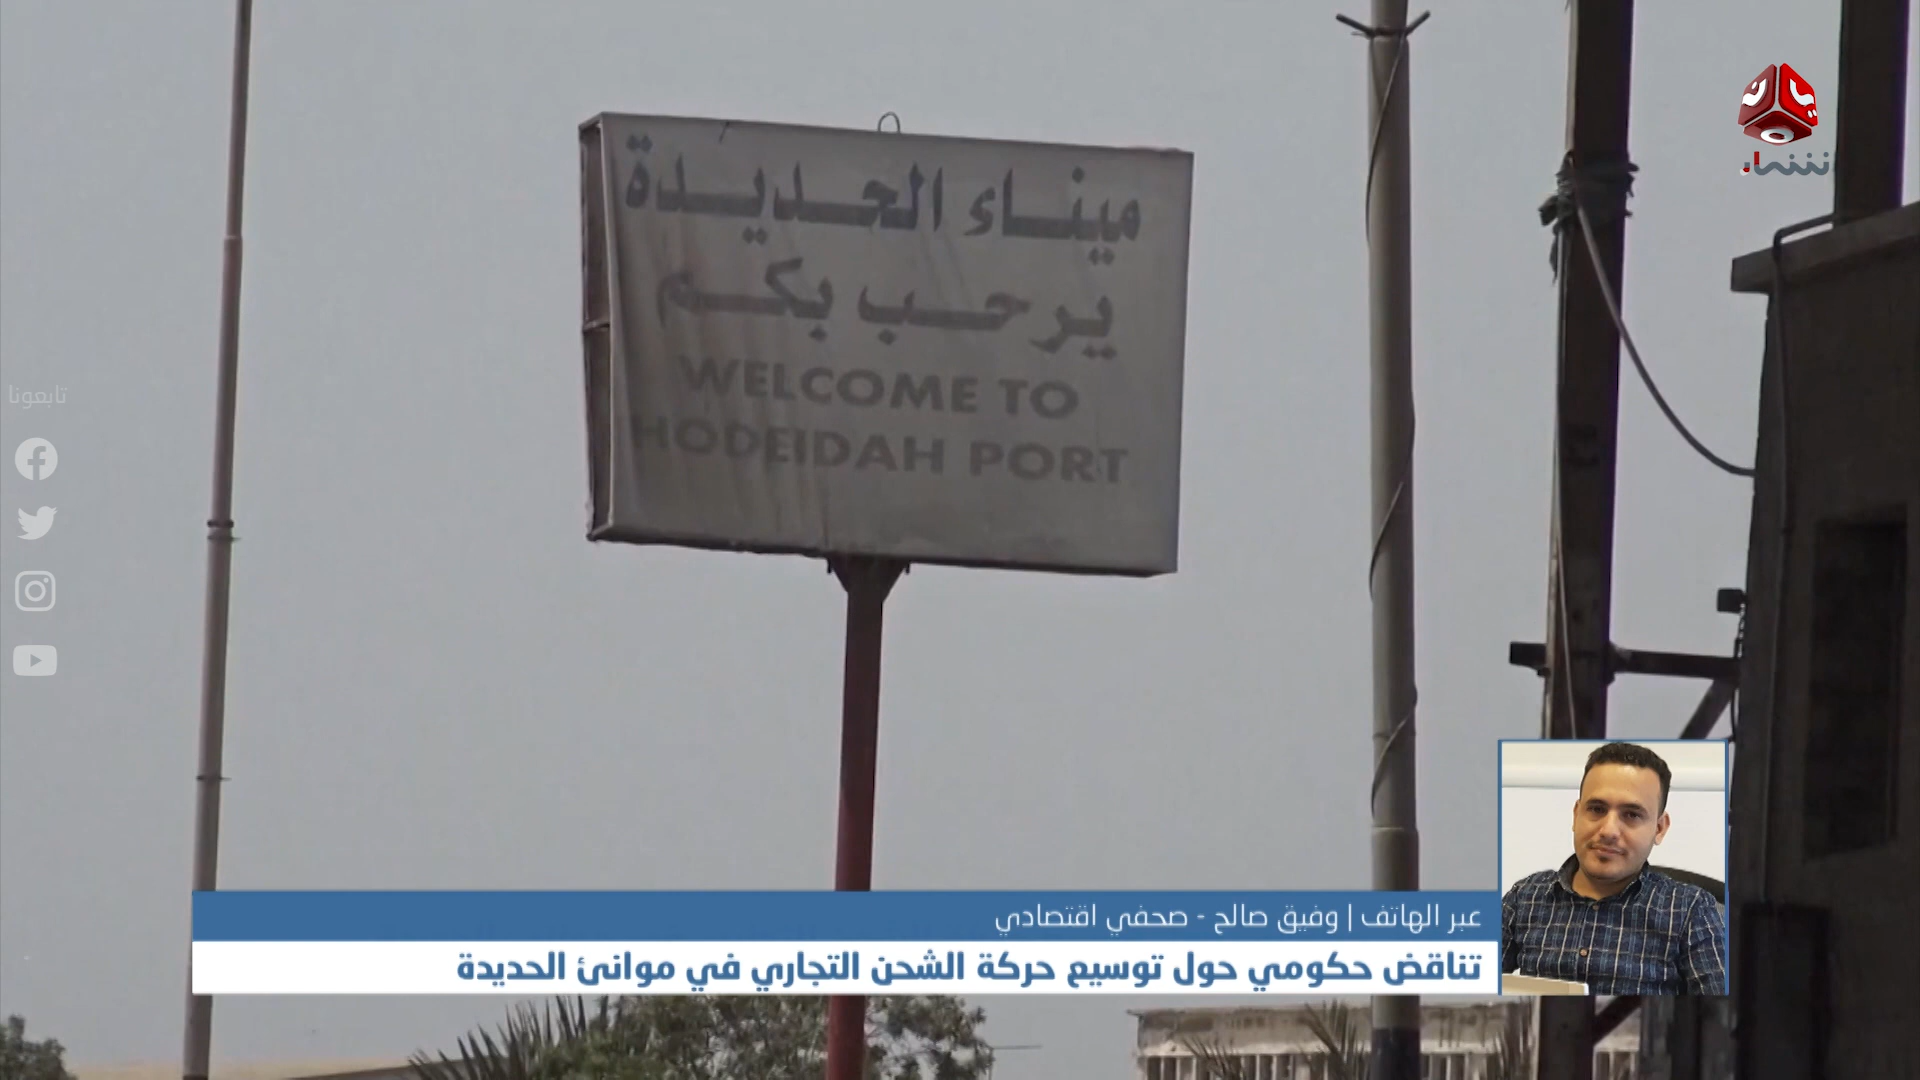 ميناء الحديدة
يرحب بكم
WELCOME TO
HODEIDAH PORT
تابعونا
عبر الهاتف | وفيق صالح - صحفي اقتصادي
تناقض حكومي حول توسيع حركة الشحن التجاري في موانئ الحديدة